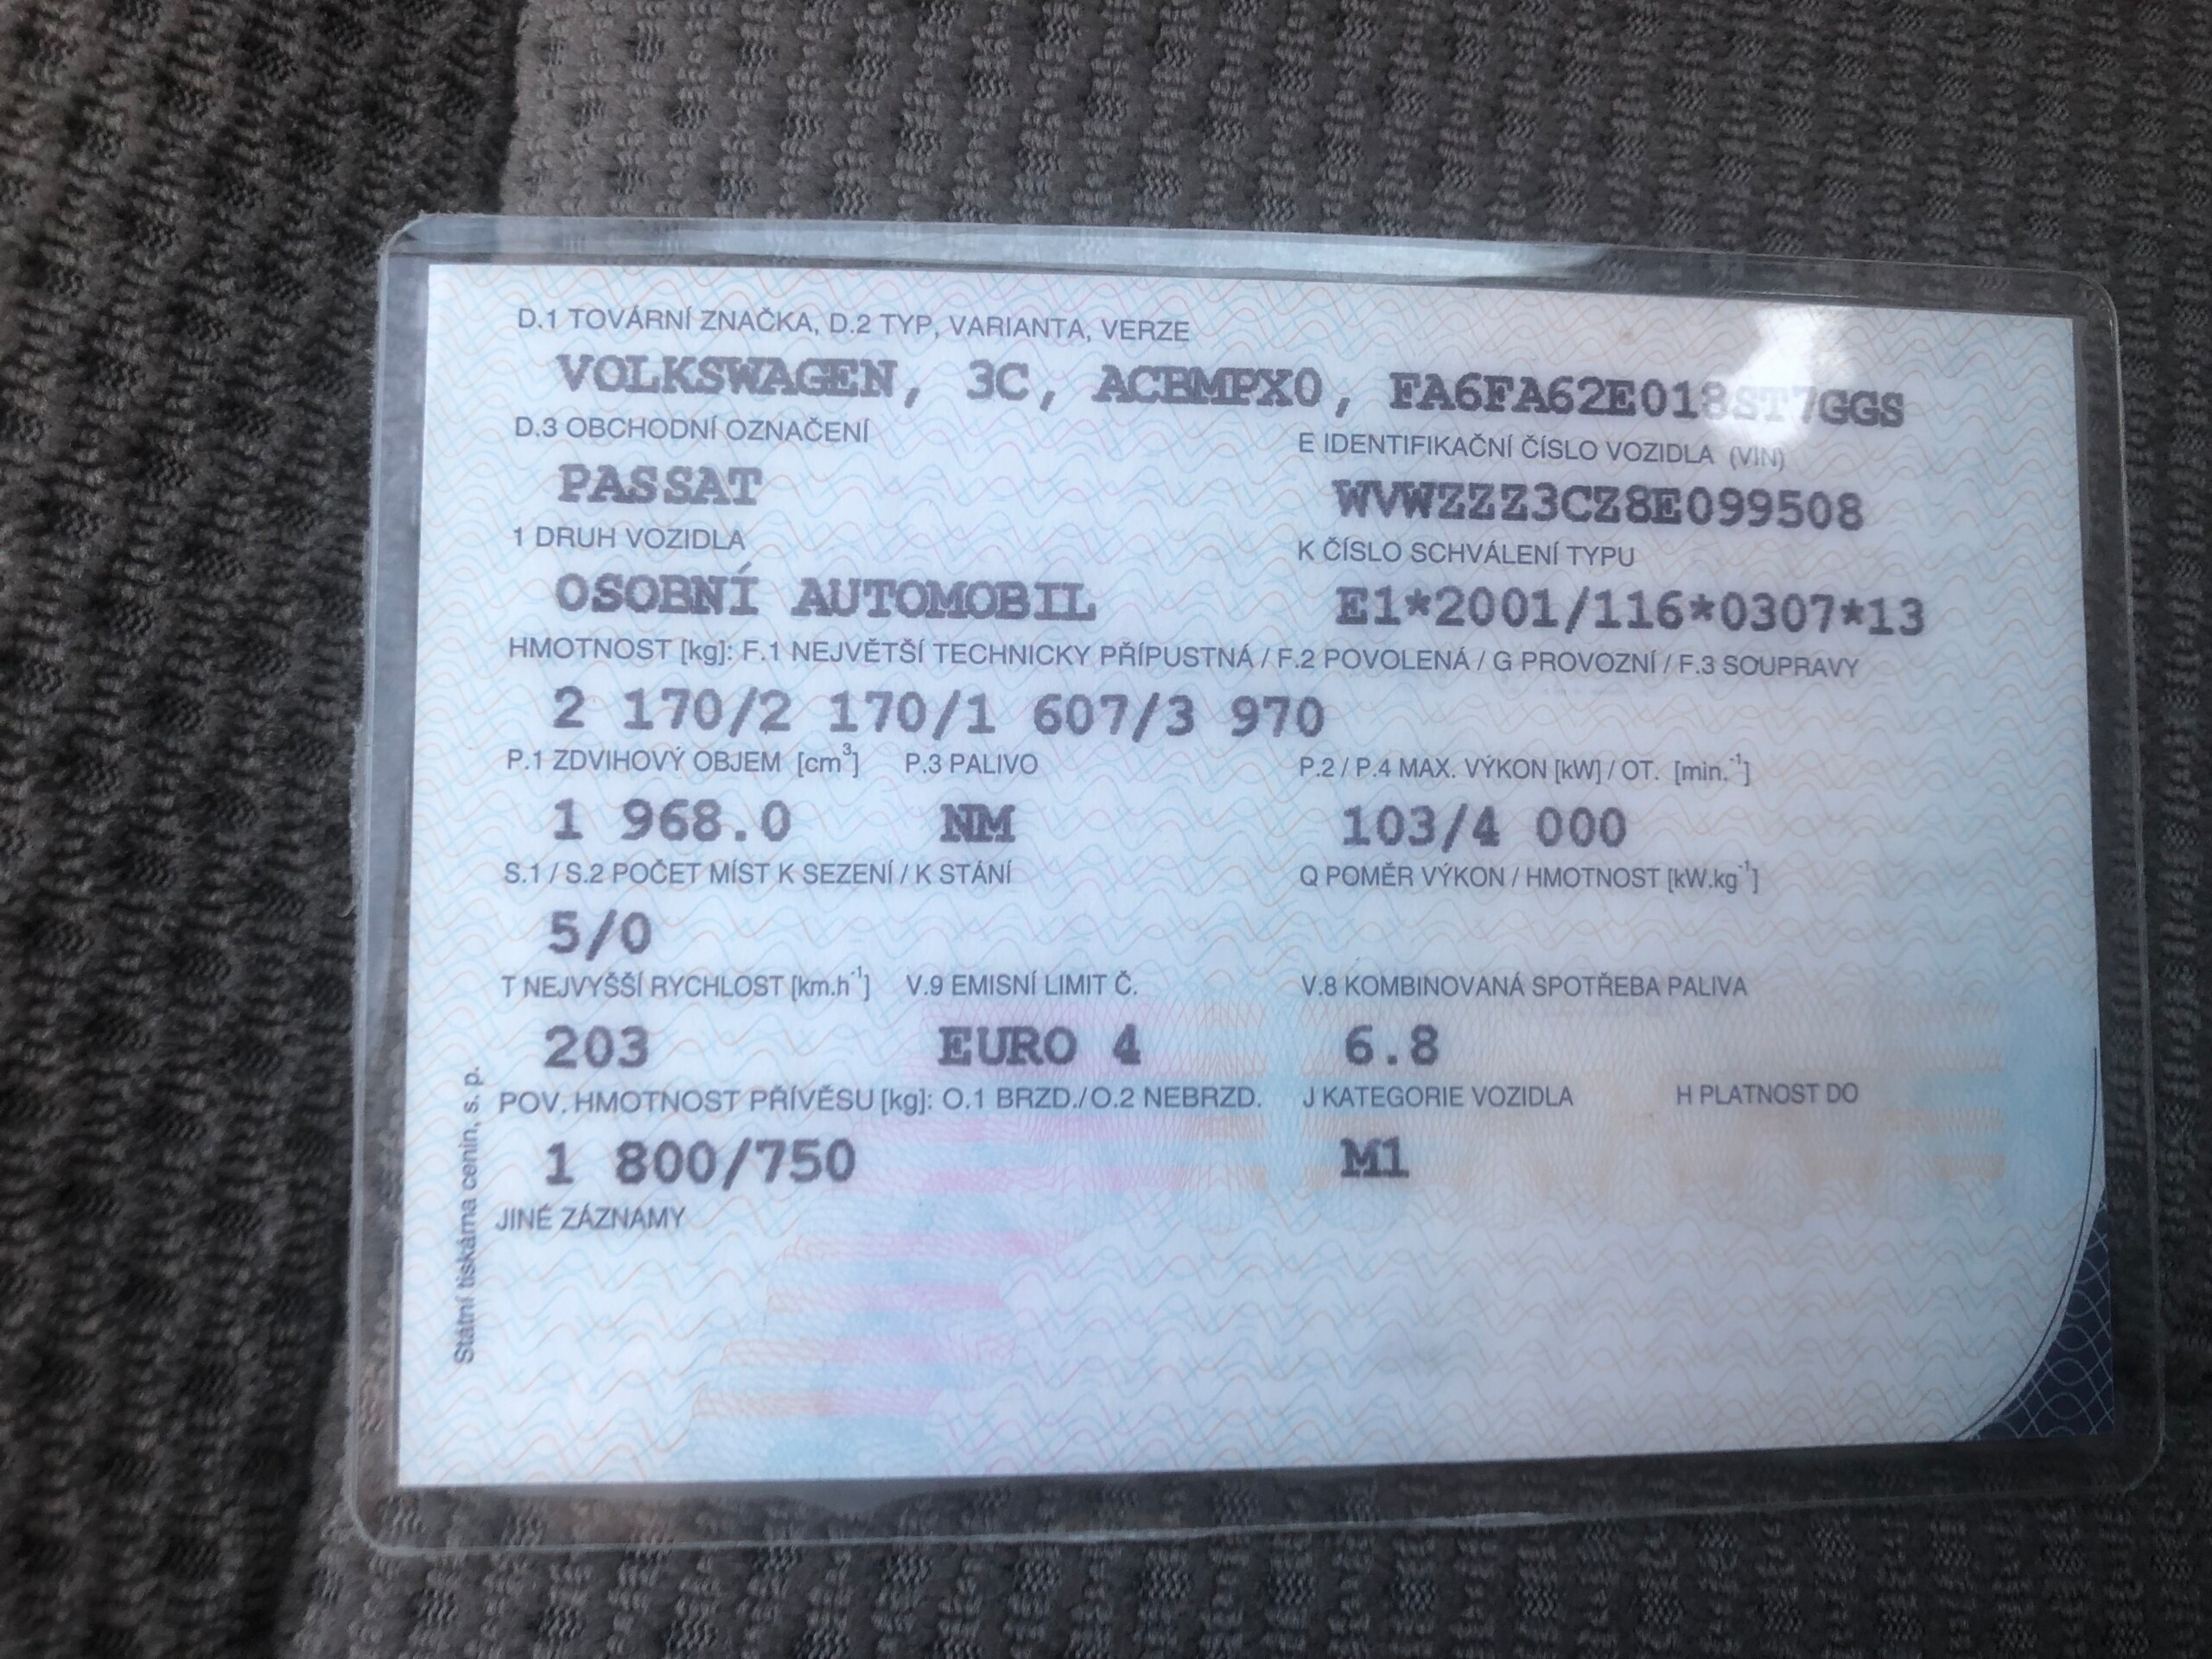 D.1 TOVÁRNÍ ZNAČKA, D.2 TYP, VARIANTA, VERZE
VOLKSWAGEN, 3C, ACBMPX0, FA6FA62E018ST7GGS
D.3 OBCHODNÍ OZNAČENÍ E IDENTIFIKAČNÍ ČÍSLO VOZIDLA (VIN)
PASSAT WVWZZZ3CZ8E099508
1 DRUH VOZIDLA K ČÍSLO SCHVÁLENÍ TYPU
OSOBNÍ AUTOMOBIL E1*2001/116*0307*13
HMOTNOST [kg]: F.1 NEJVĚTŠÍ TECHNICKY PŘÍPUSTNÁ / F.2 POVOLENÁ / G PROVOZNÍ / F.3 SOUPRAVY
2 170/2 170/1 607/3 970
P.1 ZDVIHOVÝ OBJEM [cm³] P.3 PALIVO P.2 / P.4 MAX. VÝKON [kW] / OT. [min.⁻¹]
1 968.0 NM 103/4 000
S.1 / S.2 POČET MÍST K SEZENÍ / K STÁNÍ Q POMĚR VÝKON / HMOTNOST [kW.kg⁻¹]
5/0
T NEJVYŠŠÍ RYCHLOST [km.h⁻¹] V.9 EMISNÍ LIMIT Č. V.8 KOMBINOVANÁ SPOTŘEBA PALIVA
203 EURO 4 6.8
POV. HMOTNOST PŘÍVĚSU [kg]: O.1 BRZD./O.2 NEBRZD. J KATEGORIE VOZIDLA H PLATNOST DO
1 800/750 M1
JINÉ ZÁZNAMY
Státní tiskárna cenin, s. p.